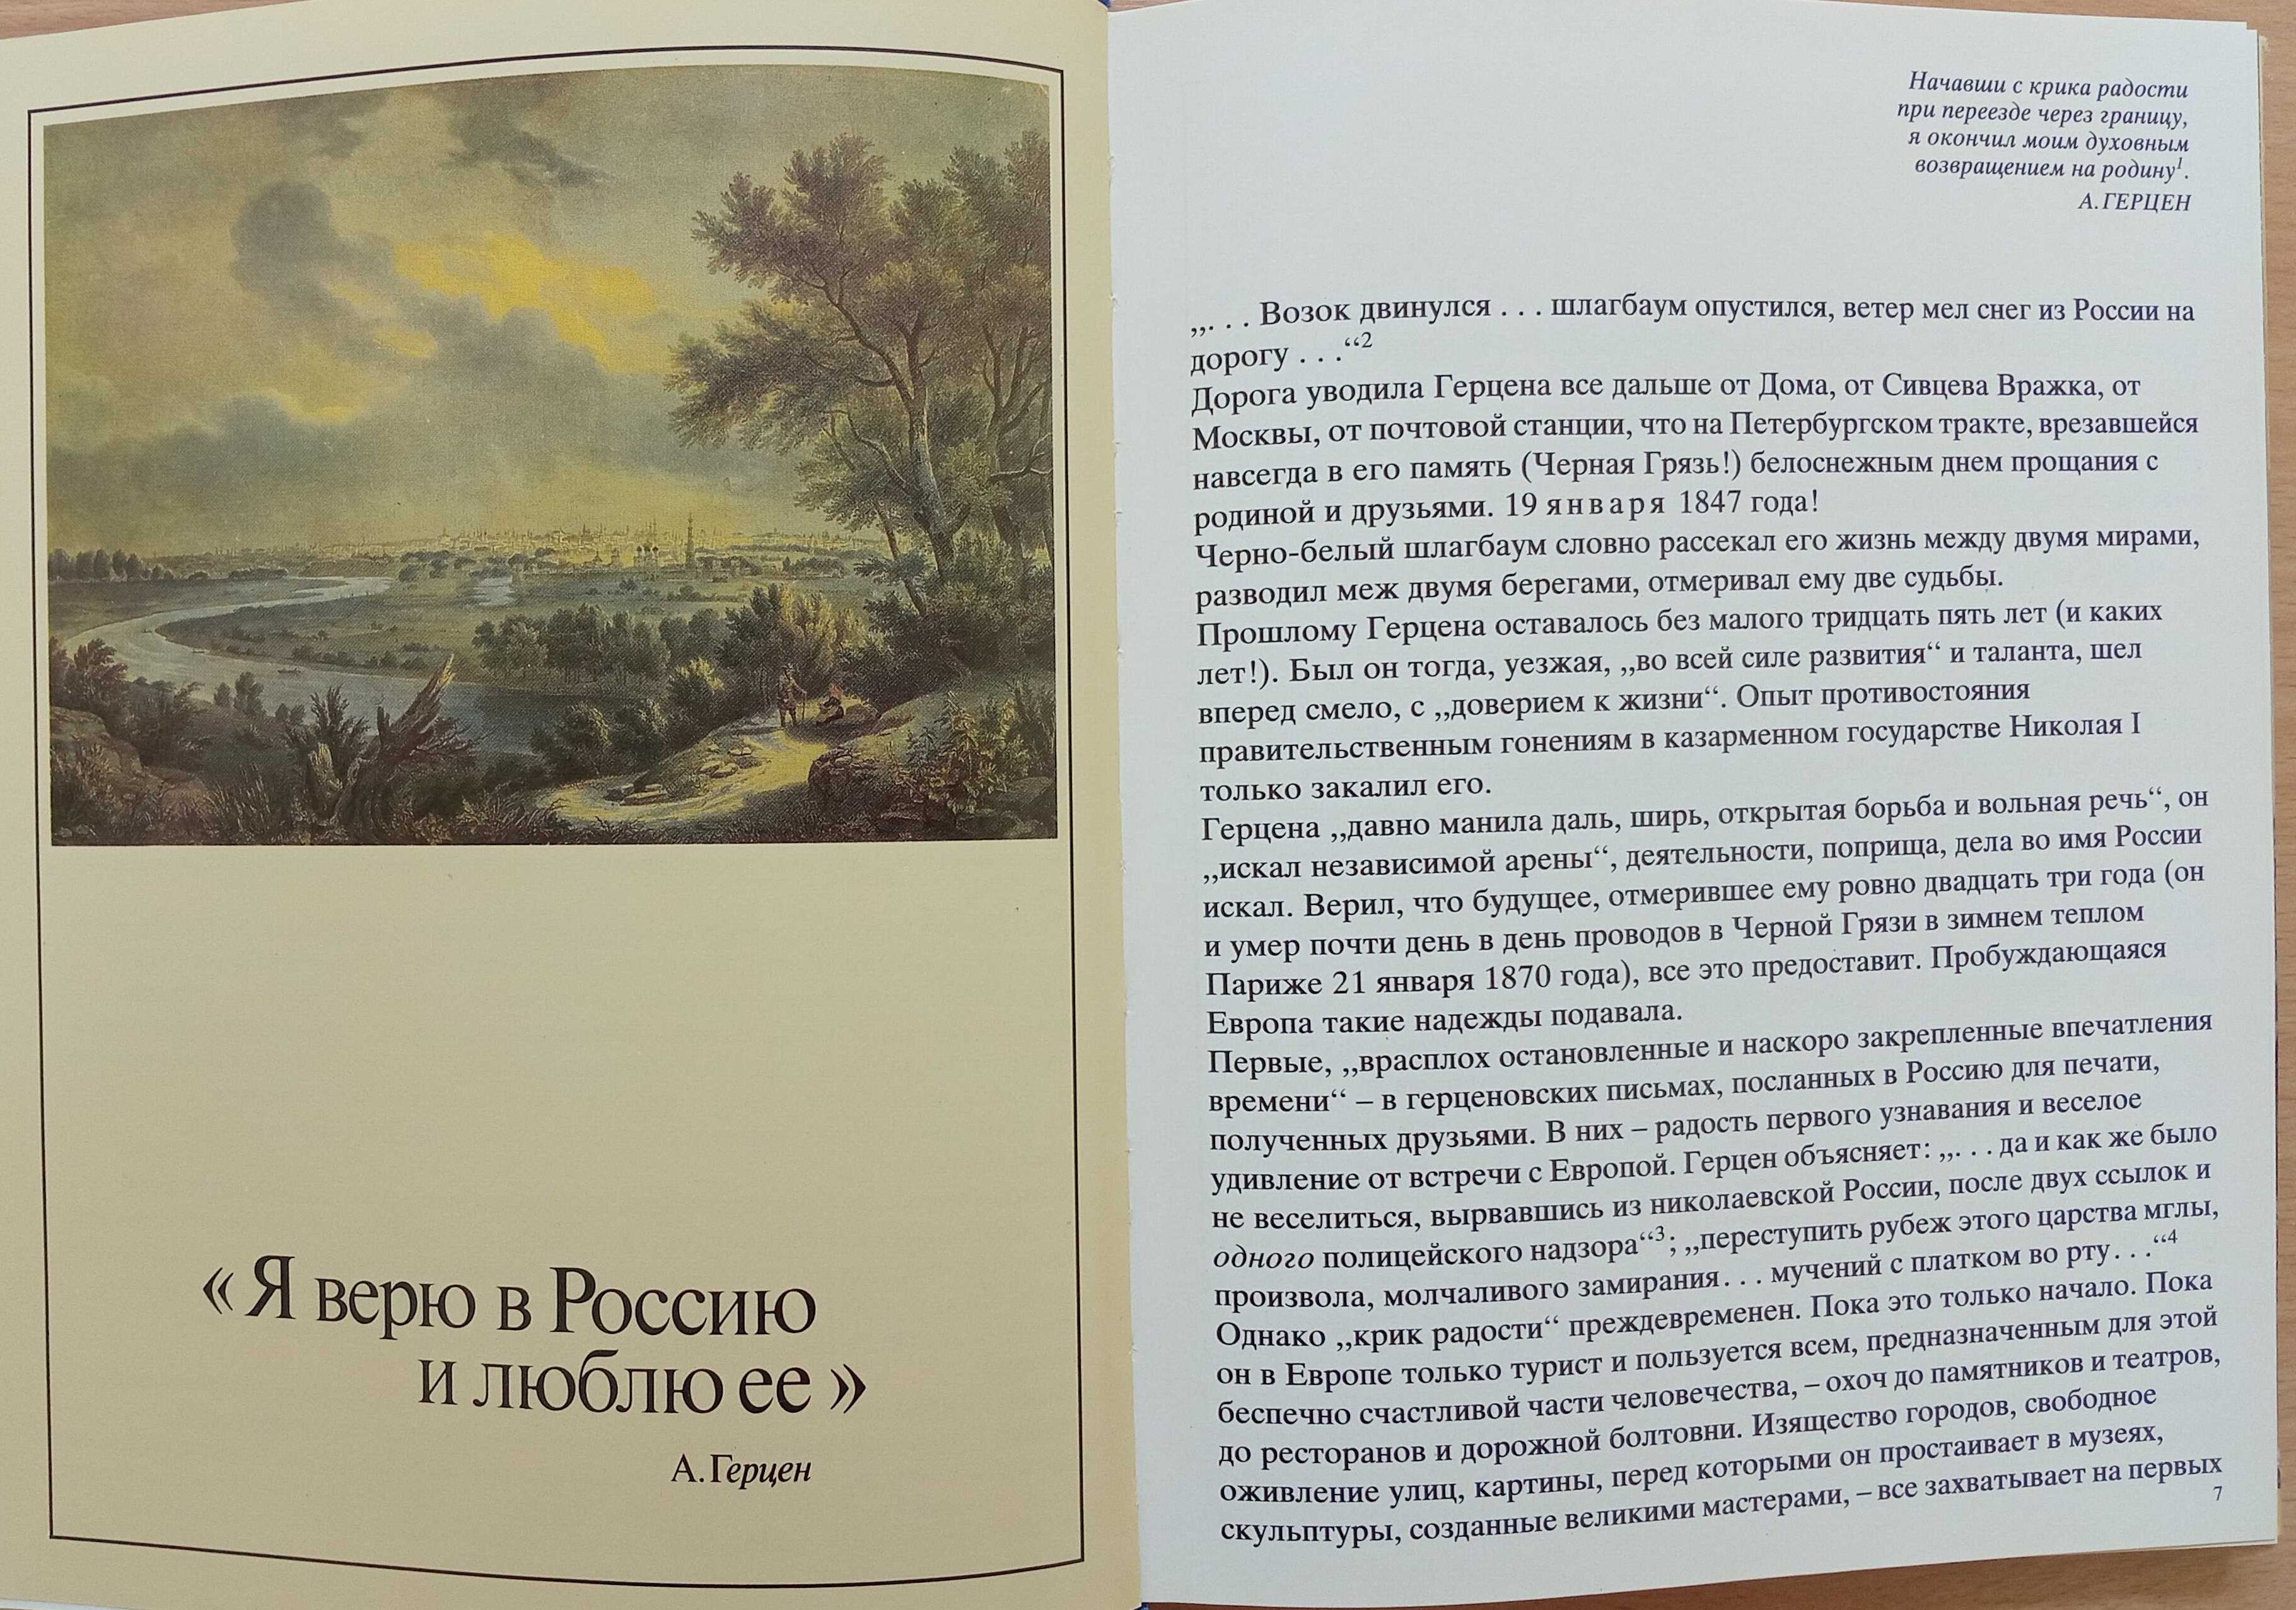 « Я верю в Россию
и люблю ее »
А. Герцен
Начавши с крика радости
при переезде через границу,
я окончил моим духовным
возвращением на родину¹.
А. ГЕРЦЕН
„. . . Возок двинулся . . . шлагбаум опустился, ветер мел снег из России на
дорогу . . .“²
Дорога уводила Герцена все дальше от Дома, от Сивцева Вражка, от
Москвы, от почтовой станции, что на Петербургском тракте, врезавшейся
навсегда в его память (Черная Грязь!) белоснежным днем прощания с
родиной и друзьями. 19 января 1847 года!
Черно-белый шлагбаум словно рассекал его жизнь между двумя мирами,
разводил меж двумя берегами, отмеривал ему две судьбы.
Прошлому Герцена оставалось без малого тридцать пять лет (и каких
лет!). Был он тогда, уезжая, „во всей силе развития“ и таланта, шел
вперед смело, с „доверием к жизни“. Опыт противостояния
правительственным гонениям в казарменном государстве Николая I
только закалил его.
Герцена „давно манила даль, ширь, открытая борьба и вольная речь“, он
„искал независимой арены“, деятельности, поприща, дела во имя России
искал. Верил, что будущее, отмерившее ему ровно двадцать три года (он
и умер почти день в день проводов в Черной Грязи в зимнем теплом
Париже 21 января 1870 года), все это предоставит. Пробуждающаяся
Европа такие надежды подавала.
Первые, „врасплох остановленные и наскоро закрепленные впечатления
времени“ – в герценовских письмах, посланных в Россию для печати,
полученных друзьями. В них – радость первого узнавания и веселое
удивление от встречи с Европой. Герцен объясняет: „. . . да и как же было
не веселиться, вырвавшись из николаевской России, после двух ссылок и
одного полицейского надзора“³; „переступить рубеж этого царства мглы,
произвола, молчаливого замирания. . . мучений с платком во рту. . .“⁴
Однако „крик радости“ преждевременен. Пока это только начало. Пока
он в Европе только турист и пользуется всем, предназначенным для этой
беспечно счастливой части человечества, – охоч до памятников и театров,
до ресторанов и дорожной болтовни. Изящество городов, свободное
оживление улиц, картины, перед которыми он простаивает в музеях,
скульптуры, созданные великими мастерами, – все захватывает на первых
7